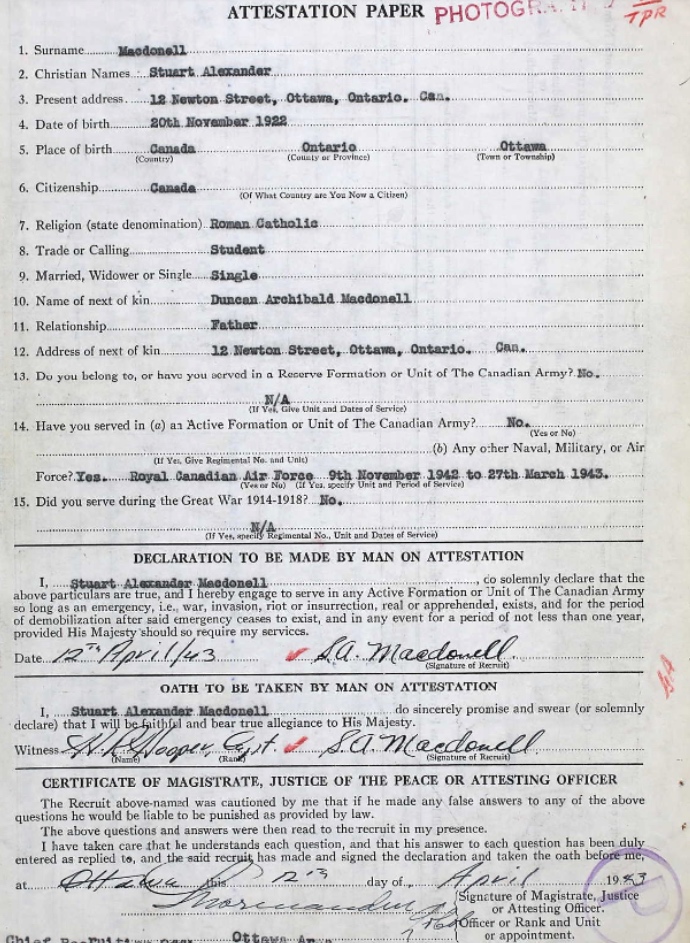 ATTESTATION PAPER PHOTOGRA
TPR
1. Surname Macdonell
2. Christian Names Stuart Alexander
3. Present address 12 Newton Street, Ottawa, Ontario. Can.
4. Date of birth 20th November 1922
5. Place of birth Canada Ontario Ottawa
(Country) (County or Province) (Town or Township)
6. Citizenship Canada
(Of What Country are You Now a Citizen)
7. Religion (state denomination) Roman Catholic
8. Trade or Calling Student
9. Married, Widower or Single Single
10. Name of next of kin Duncan Archibald Macdonell
11. Relationship Father
12. Address of next of kin 12 Newton Street, Ottawa, Ontario. Can.
13. Do you belong to, or have you served in a Reserve Formation or Unit of The Canadian Army? No.
N/A
(If Yes, Give Unit and Dates of Service)
14. Have you served in (a) an Active Formation or Unit of The Canadian Army? No.
(Yes or No)
(b) Any other Naval, Military, or Air
(If Yes, Give Regimental No. and Unit)
Force? Yes. Royal Canadian Air Force 9th November 1942 to 27th March 1943.
(Yes or No) (If Yes, specify Unit and Period of Service)
15. Did you serve during the Great War 1914-1918? No.
N/A
(If Yes, specify Regimental No., Unit and Dates of Service)
DECLARATION TO BE MADE BY MAN ON ATTESTATION
I, Stuart Alexander Macdonell, do solemnly declare that the
above particulars are true, and I hereby engage to serve in any Active Formation or Unit of The Canadian Army
so long as an emergency, i.e., war, invasion, riot or insurrection, real or apprehended, exists, and for the period
of demobilization after said emergency ceases to exist, and in any event for a period of not less than one year,
provided His Majesty should so require my services.
Date 12th April/43 S.A. Macdonell
(Signature of Recruit)
OATH TO BE TAKEN BY MAN ON ATTESTATION
I, Stuart Alexander Macdonell do sincerely promise and swear (or solemnly
declare) that I will be faithful and bear true allegiance to His Majesty.
Witness Hooper, Capt. S.A. Macdonell
(Name) (Rank) (Signature of Recruit)
CERTIFICATE OF MAGISTRATE, JUSTICE OF THE PEACE OR ATTESTING OFFICER
The Recruit above-named was cautioned by me that if he made any false answers to any of the above
questions he would be liable to be punished as provided by law.
The above questions and answers were then read to the recruit in my presence.
I have taken care that he understands each question, and that his answer to each question has been duly
entered as replied to, and the said recruit has made and signed the declaration and taken the oath before me,
at Ottawa this 12th day of April 1943
Signature of Magistrate, Justice
or Attesting Officer.
Officer or Rank and Unit
or appointment.
Ottawa